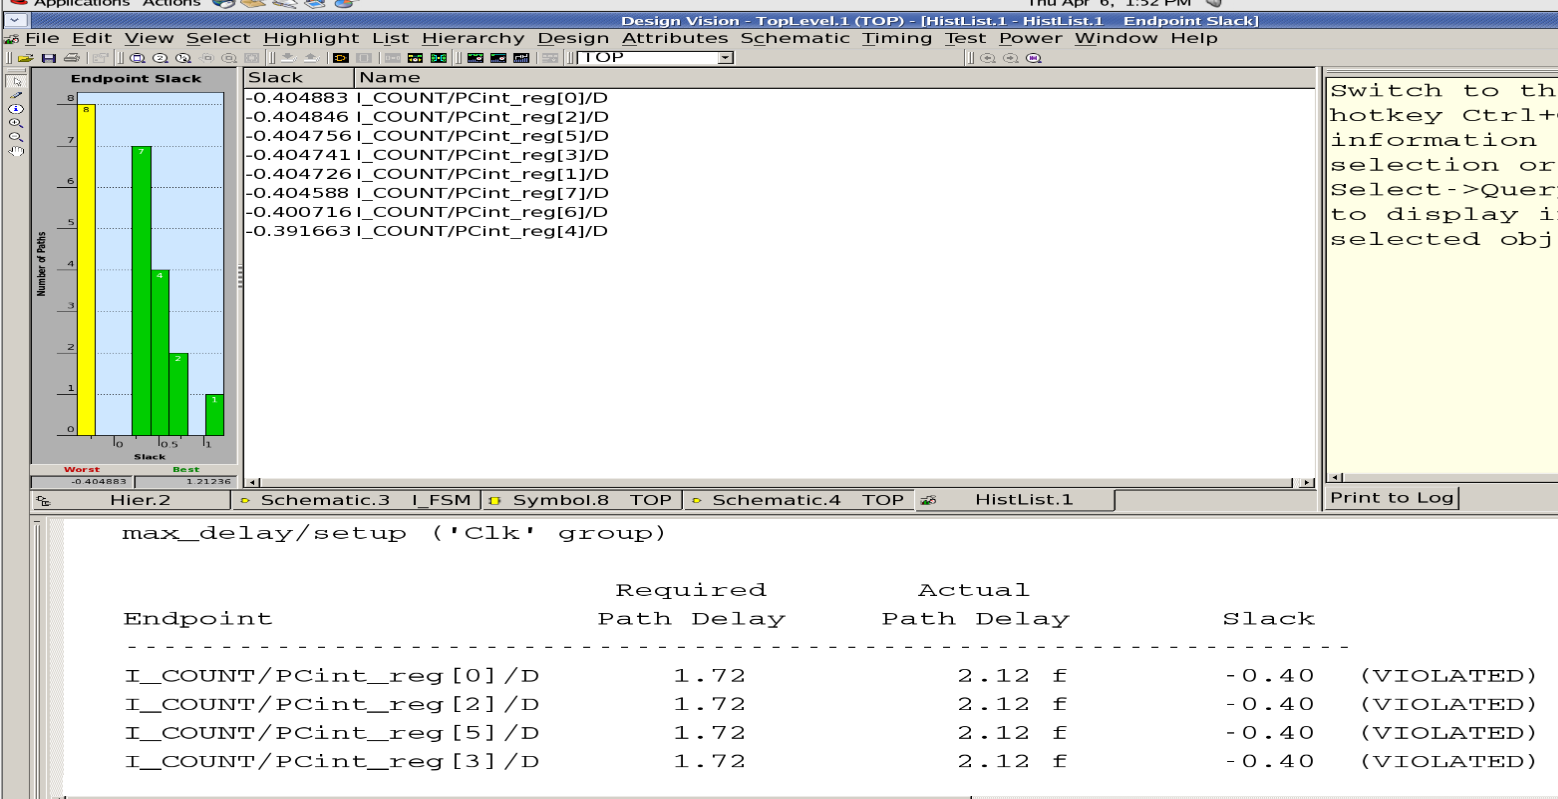 Applications Actions
Thu Apr 6, 1:52 PM
Design Vision - TopLevel.1 (TOP) - [HistList.1 - HistList.1 Endpoint Slack]
File Edit View Select Highlight List Hierarchy Design Attributes Schematic Timing Test Power Window Help
TOP
Endpoint Slack
8
7
6
5
4
3
2
1
0
Number of Paths
8
7
4
2
1
0
0.5
1
Slack
Worst Best
-0.404883 1.21236
Slack Name
-0.404883 I_COUNT/PCint_reg[0]/D
-0.404846 I_COUNT/PCint_reg[2]/D
-0.404756 I_COUNT/PCint_reg[5]/D
-0.404741 I_COUNT/PCint_reg[3]/D
-0.404726 I_COUNT/PCint_reg[1]/D
-0.404588 I_COUNT/PCint_reg[7]/D
-0.400716 I_COUNT/PCint_reg[6]/D
-0.391663 I_COUNT/PCint_reg[4]/D
Switch to th
hotkey Ctrl+
information
selection or
Select->Quer
to display i
selected obj
Hier.2 Schematic.3 I_FSM Symbol.8 TOP Schematic.4 TOP HistList.1
Print to Log
max_delay/setup ('Clk' group)
Required Actual
Endpoint Path Delay Path Delay Slack
--------------------------------------------------------------------
I_COUNT/PCint_reg[0]/D 1.72 2.12 f -0.40 (VIOLATED)
I_COUNT/PCint_reg[2]/D 1.72 2.12 f -0.40 (VIOLATED)
I_COUNT/PCint_reg[5]/D 1.72 2.12 f -0.40 (VIOLATED)
I_COUNT/PCint_reg[3]/D 1.72 2.12 f -0.40 (VIOLATED)